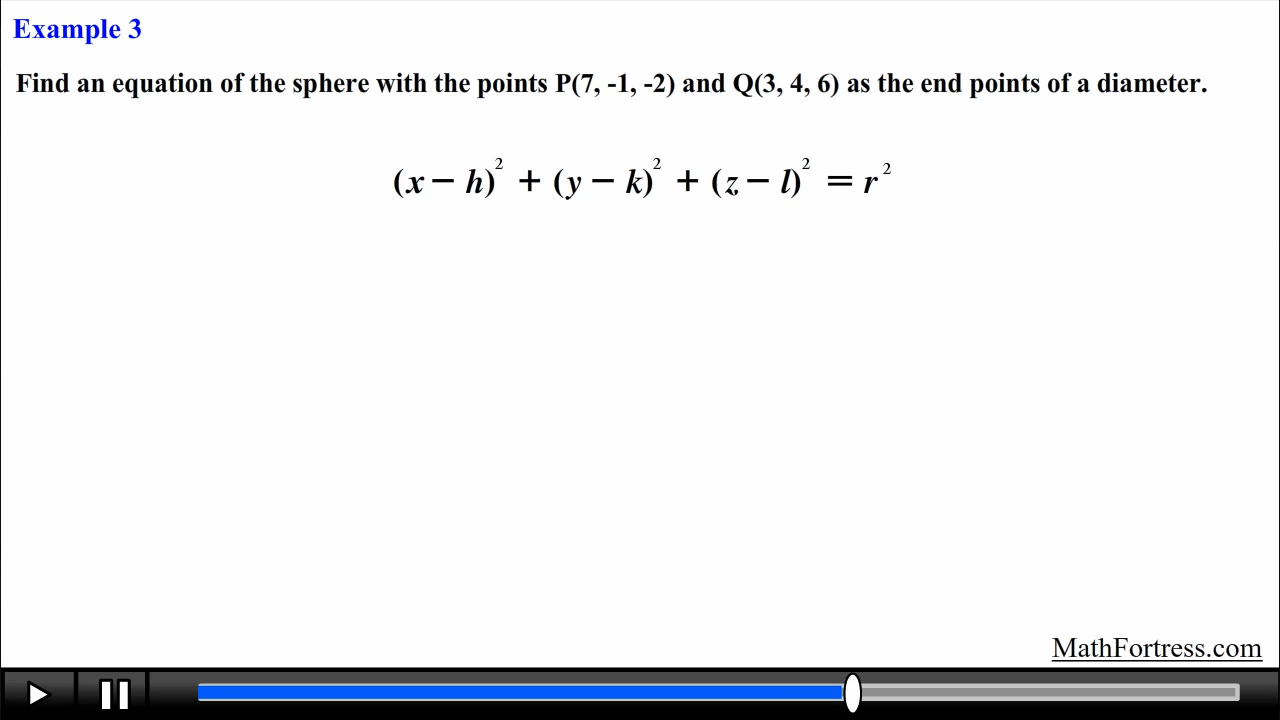 Example 3
Find an equation of the sphere with the points P(7, -1, -2) and Q(3, 4, 6) as the end points of a diameter.
(x − h)² + (y − k)² + (z − l)² = r²
MathFortress.com